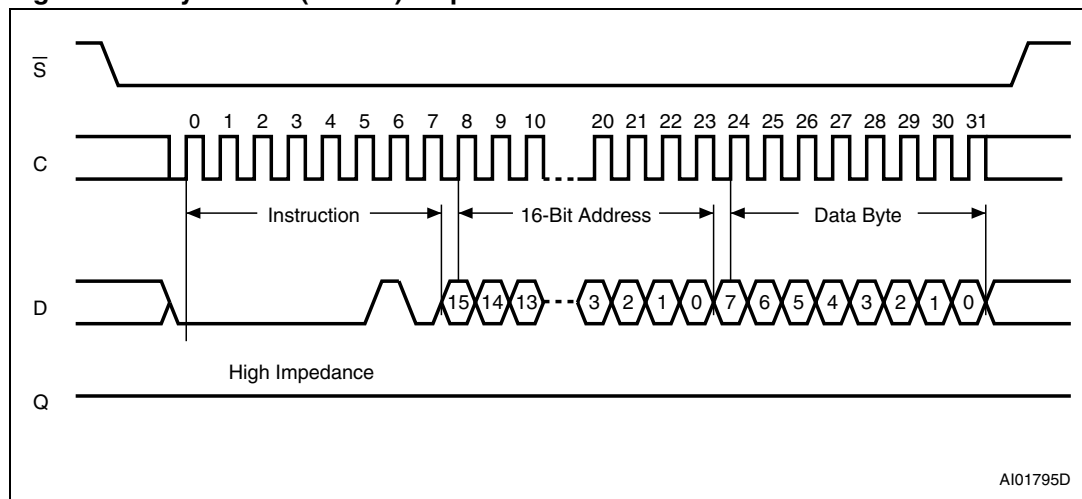 S
0 1 2 3 4 5 6 7 8 9 10 20 21 22 23 24 25 26 27 28 29 30 31
C
Instruction 16-Bit Address Data Byte
D
15 14 13 3 2 1 0 7 6 5 4 3 2 1 0
High Impedance
Q
AI01795D